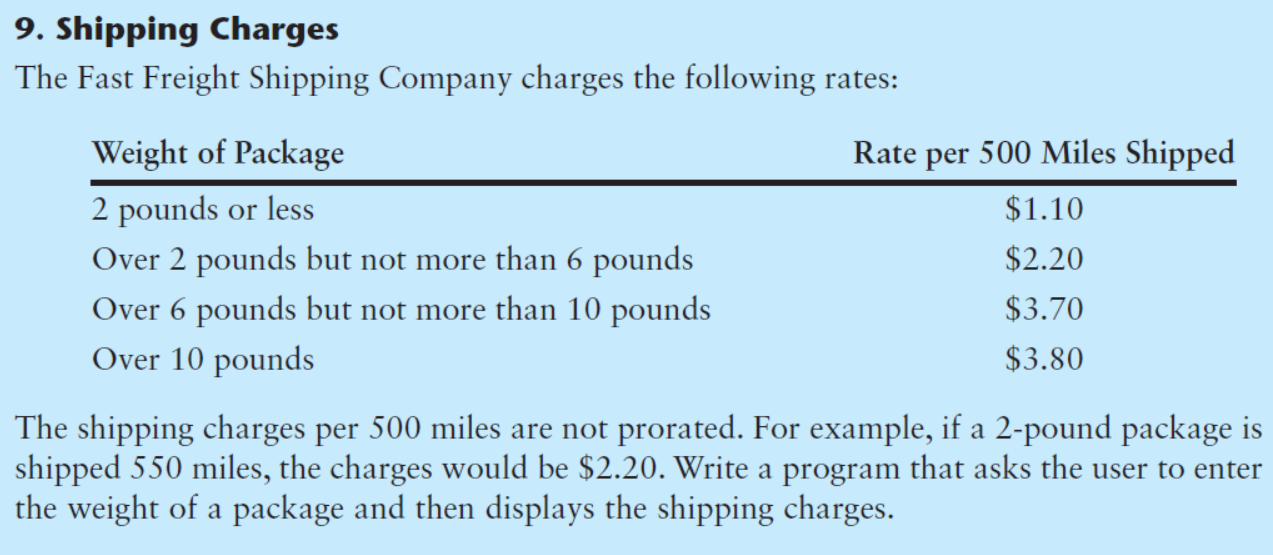 9. Shipping Charges
The Fast Freight Shipping Company charges the following rates:
Weight of Package Rate per 500 Miles Shipped
2 pounds or less $1.10
Over 2 pounds but not more than 6 pounds $2.20
Over 6 pounds but not more than 10 pounds $3.70
Over 10 pounds $3.80
The shipping charges per 500 miles are not prorated. For example, if a 2-pound package is
shipped 550 miles, the charges would be $2.20. Write a program that asks the user to enter
the weight of a package and then displays the shipping charges.